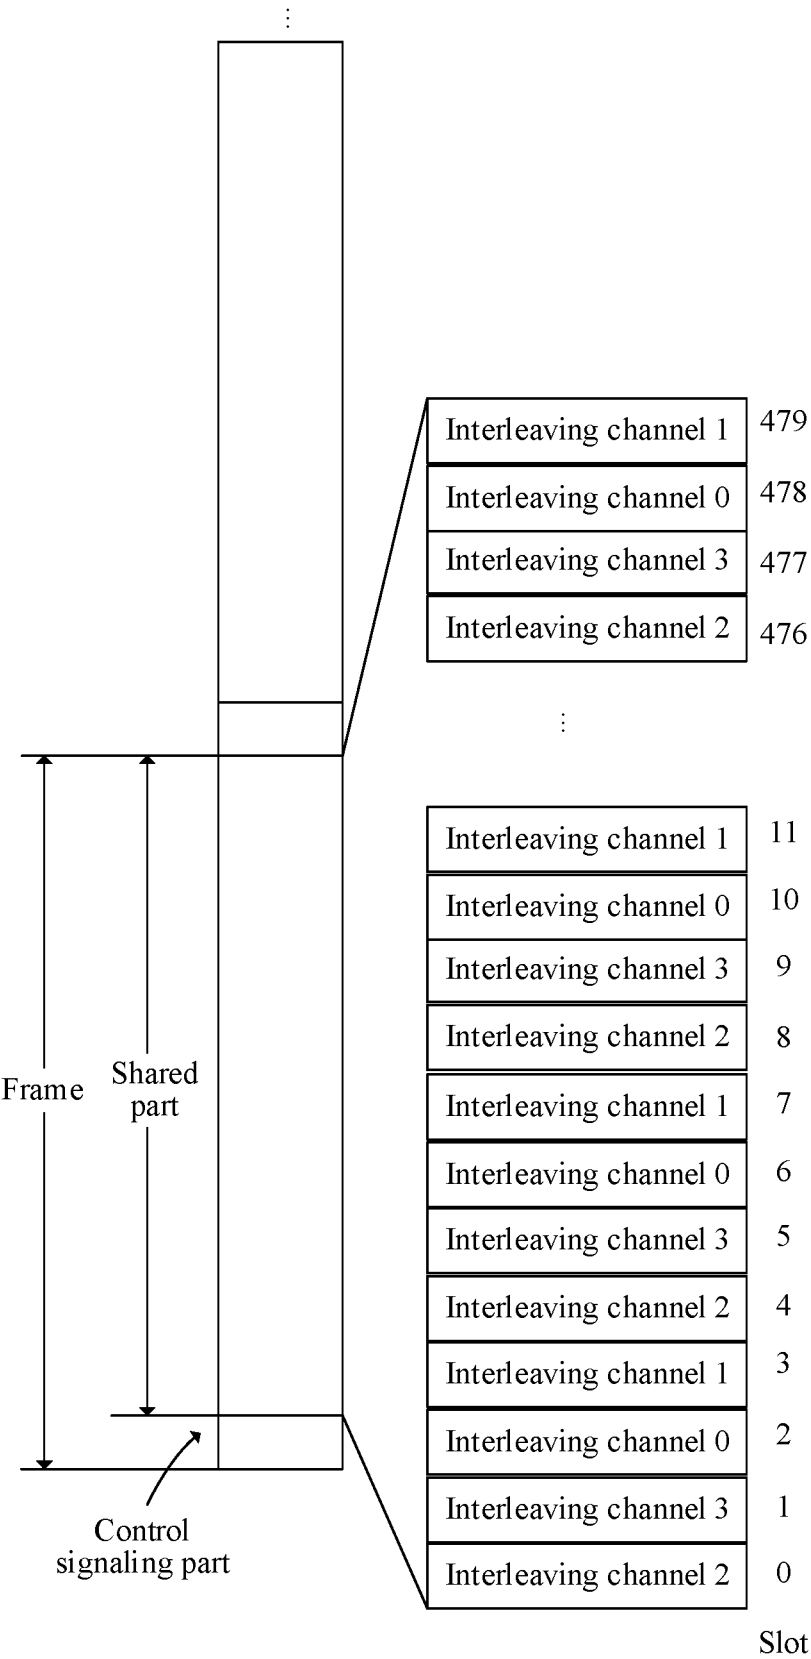 ⋮
Interleaving channel 1 479
Interleaving channel 0 478
Interleaving channel 3 477
Interleaving channel 2 476
⋮
Interleaving channel 1 11
Interleaving channel 0 10
Interleaving channel 3 9
Interleaving channel 2 8
Interleaving channel 1 7
Interleaving channel 0 6
Interleaving channel 3 5
Interleaving channel 2 4
Interleaving channel 1 3
Interleaving channel 0 2
Interleaving channel 3 1
Interleaving channel 2 0
Slot
Frame
Shared
part
Control
signaling part